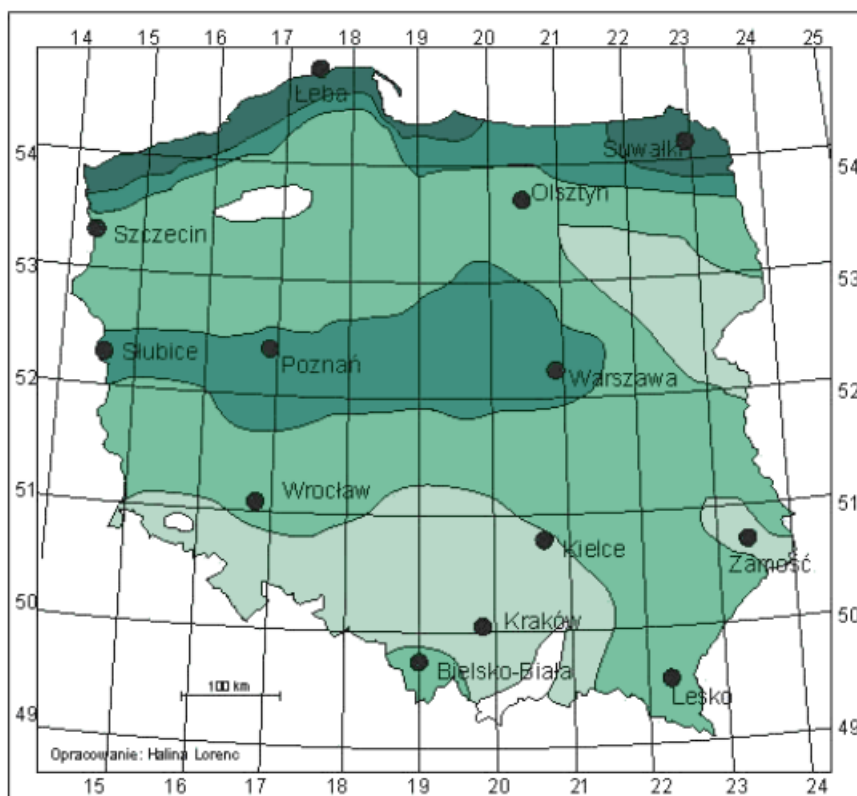 14 15 16 17 18 19 20 21 22 23 24 25
Łeba
54 Suwałki 54
Olsztyn
Szczecin
53 53
Słubice Poznań Warszawa
52 52
Wrocław
51 51
Kielce Zamość
50 Kraków 50
Bielsko-Biała Lesko
100 km
49 49
Opracowanie: Halina Lorenc
15 16 17 18 19 20 21 22 23 24